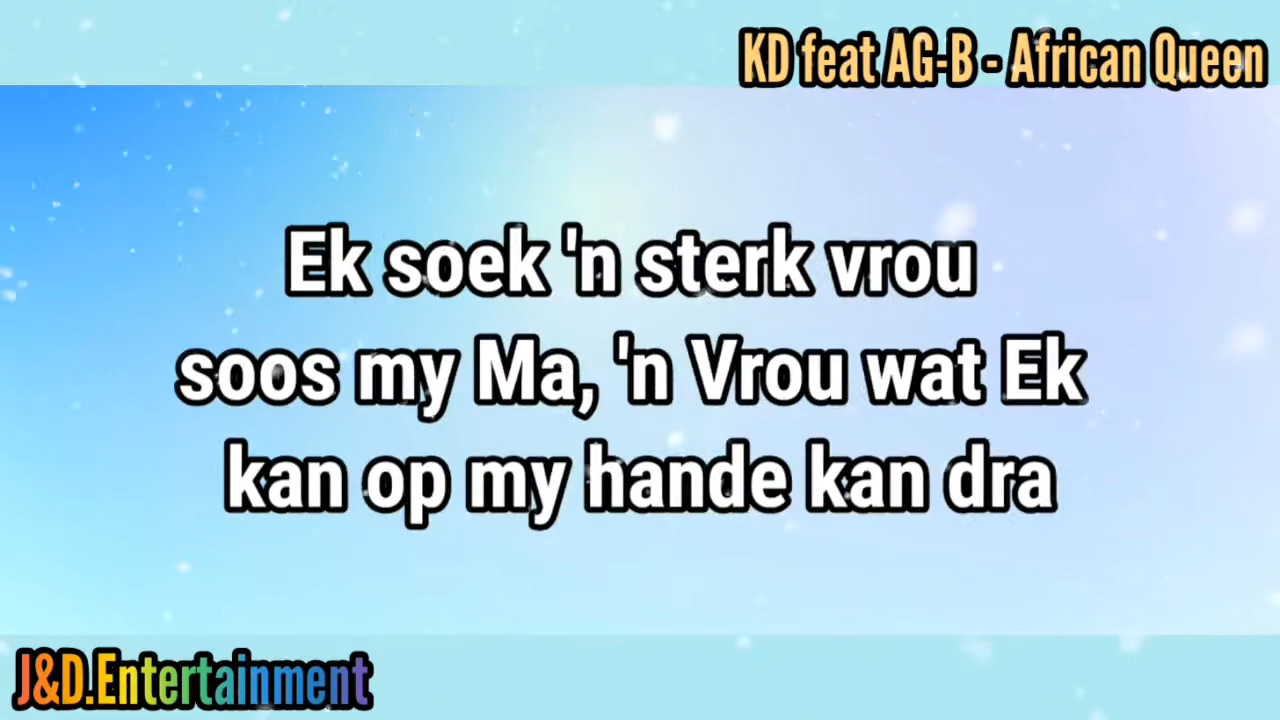 KD feat AG-B - African Queen
Ek soek 'n sterk vrou
soos my Ma, 'n Vrou wat Ek
kan op my hande kan dra
J&D.Entertainment